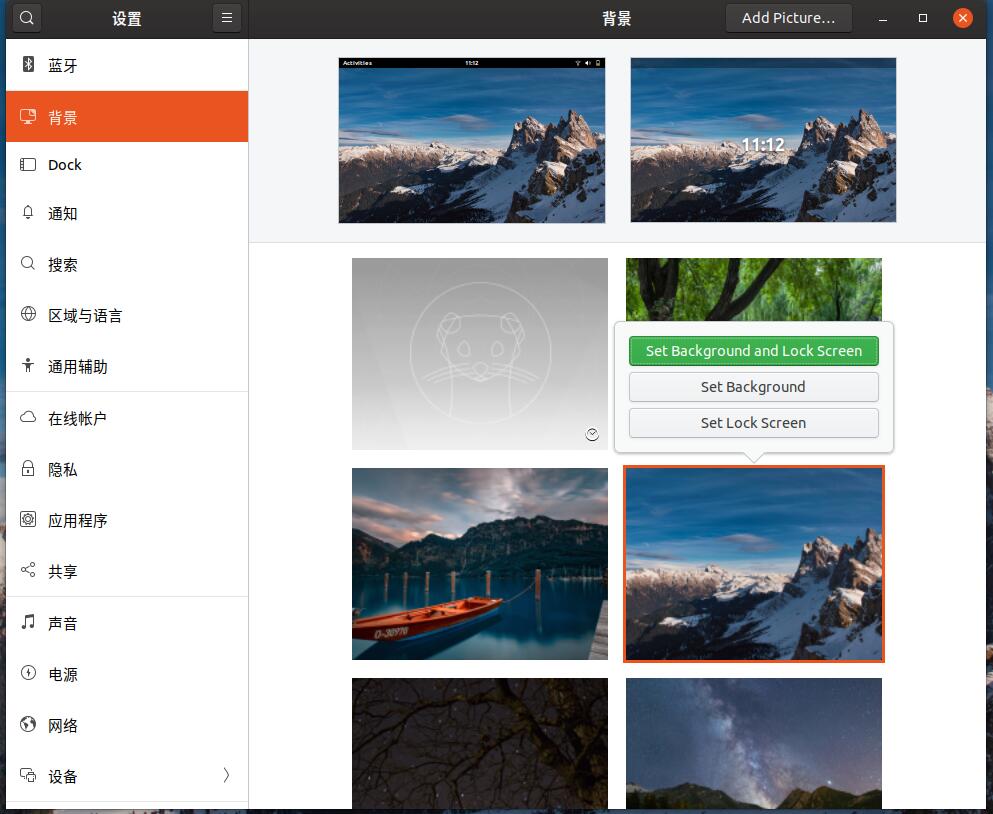 设置
背景
Add Picture...
蓝牙
背景
Dock
通知
搜索
区域与语言
通用辅助
在线帐户
隐私
应用程序
共享
声音
电源
网络
设备
Activities
11:12
11:12
Set Background and Lock Screen
Set Background
Set Lock Screen
O-30976